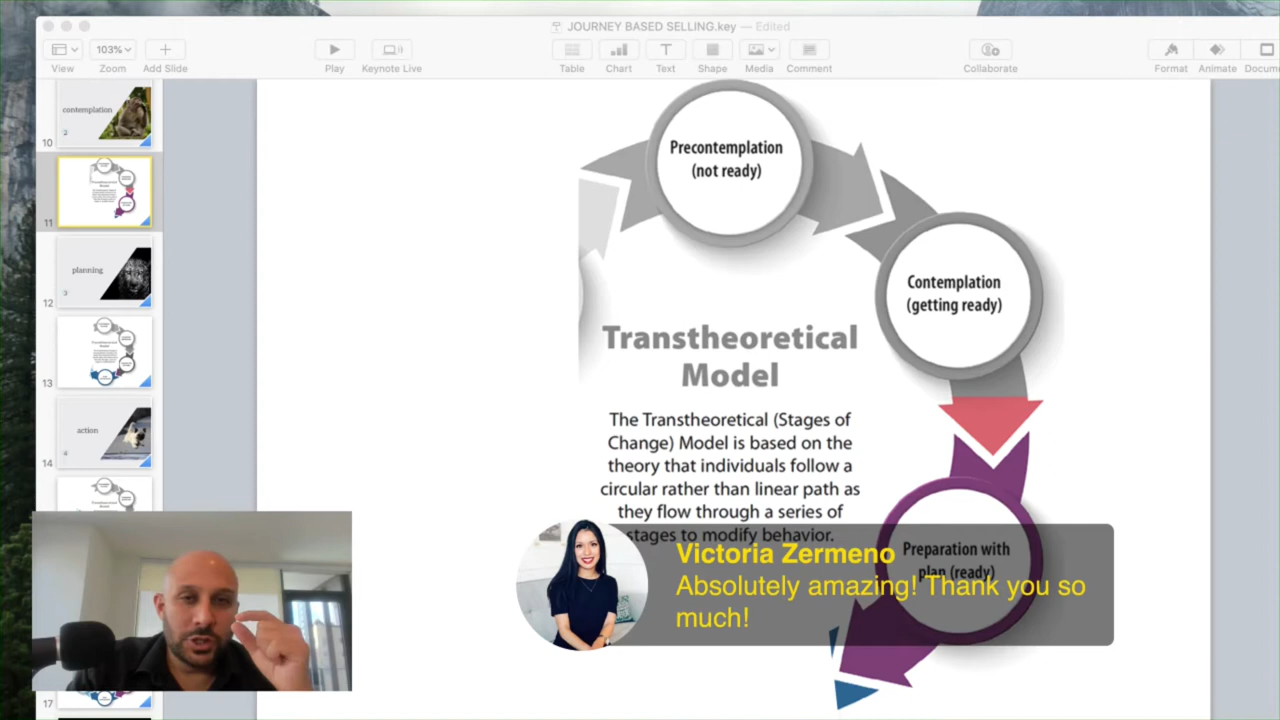 JOURNEY BASED SELLING.key — Edited
103%
View
Zoom
Add Slide
Play
Keynote Live
Table
Chart
Text
Shape
Media
Comment
Collaborate
Format
Animate
Docum
contemplation
10
11
planning
12
13
action
14
17
Precontemplation
(not ready)
Contemplation
(getting ready)
Transtheoretical
Model
The Transtheoretical (Stages of
Change) Model is based on the
theory that individuals follow a
circular rather than linear path as
they flow through a series of
stages to modify behavior.
Preparation with
plan (ready)
Victoria Zermeno
Absolutely amazing! Thank you so
much!